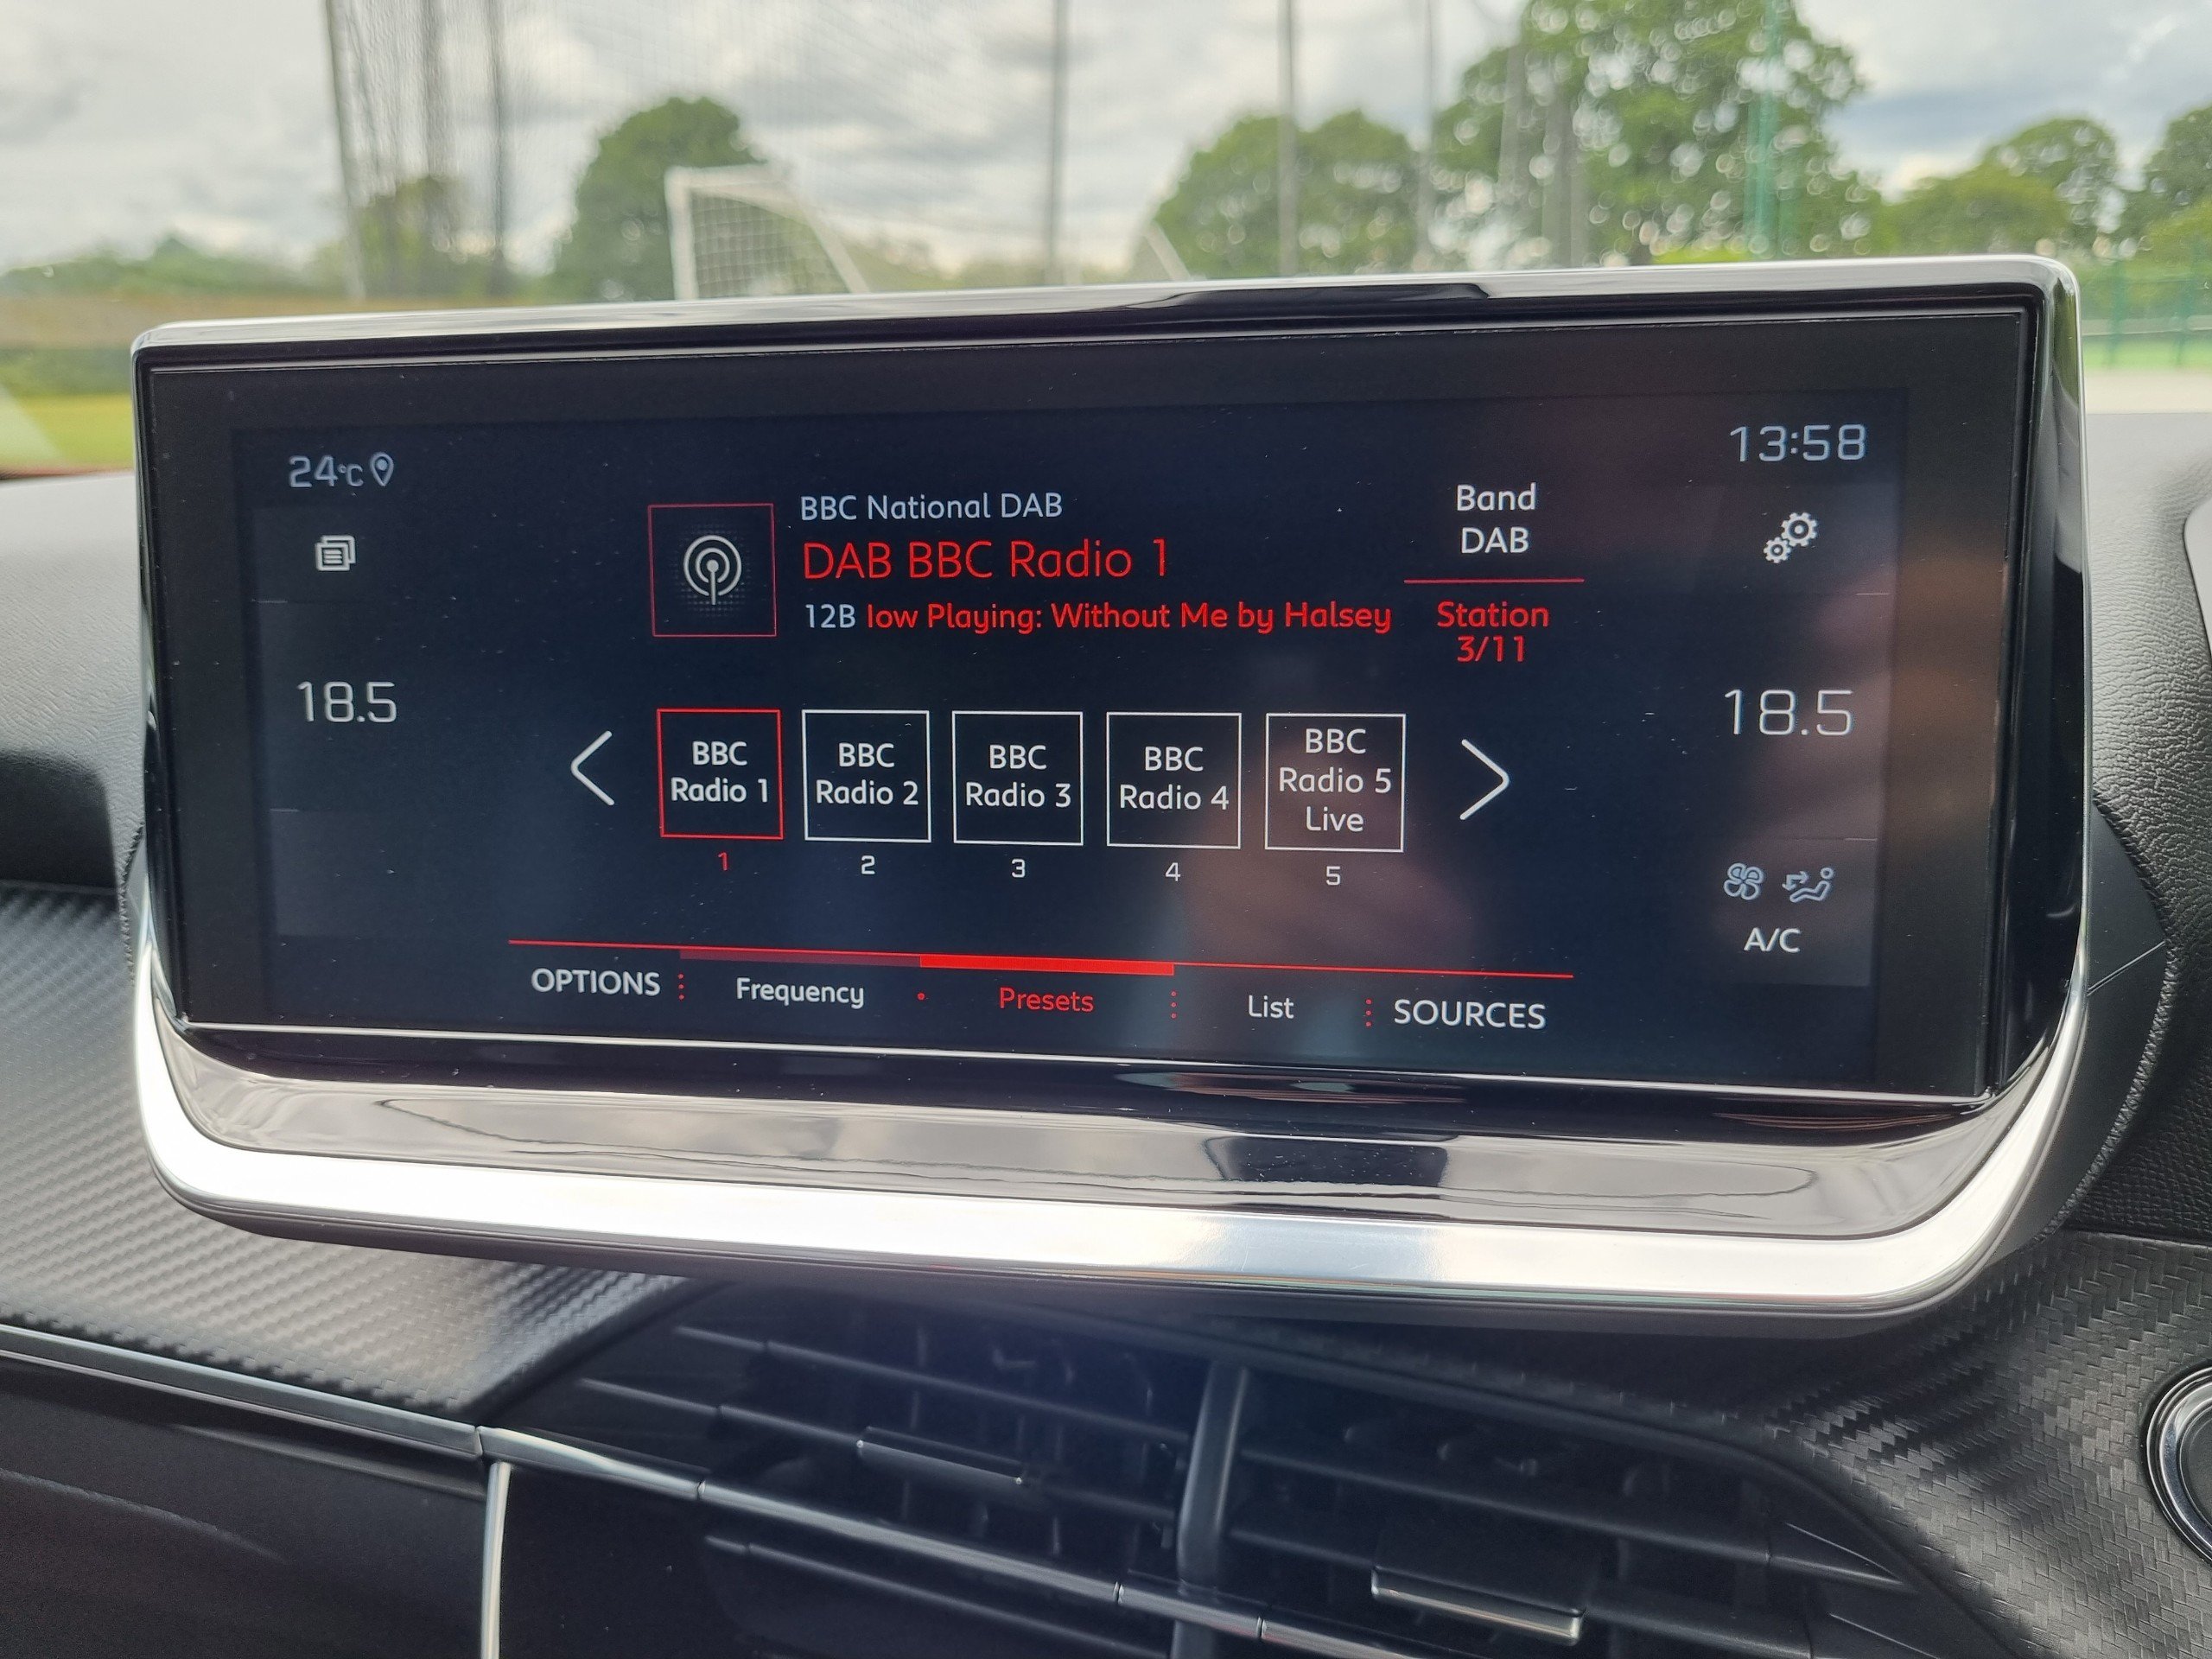 24°C
13:58
BBC National DAB
DAB BBC Radio 1
12B iow Playing: Without Me by Halsey
Band
DAB
Station
3/11
18.5
18.5
BBC
Radio 1
1
BBC
Radio 2
2
BBC
Radio 3
3
BBC
Radio 4
4
BBC
Radio 5
Live
5
A/C
OPTIONS
Frequency
Presets
List
SOURCES